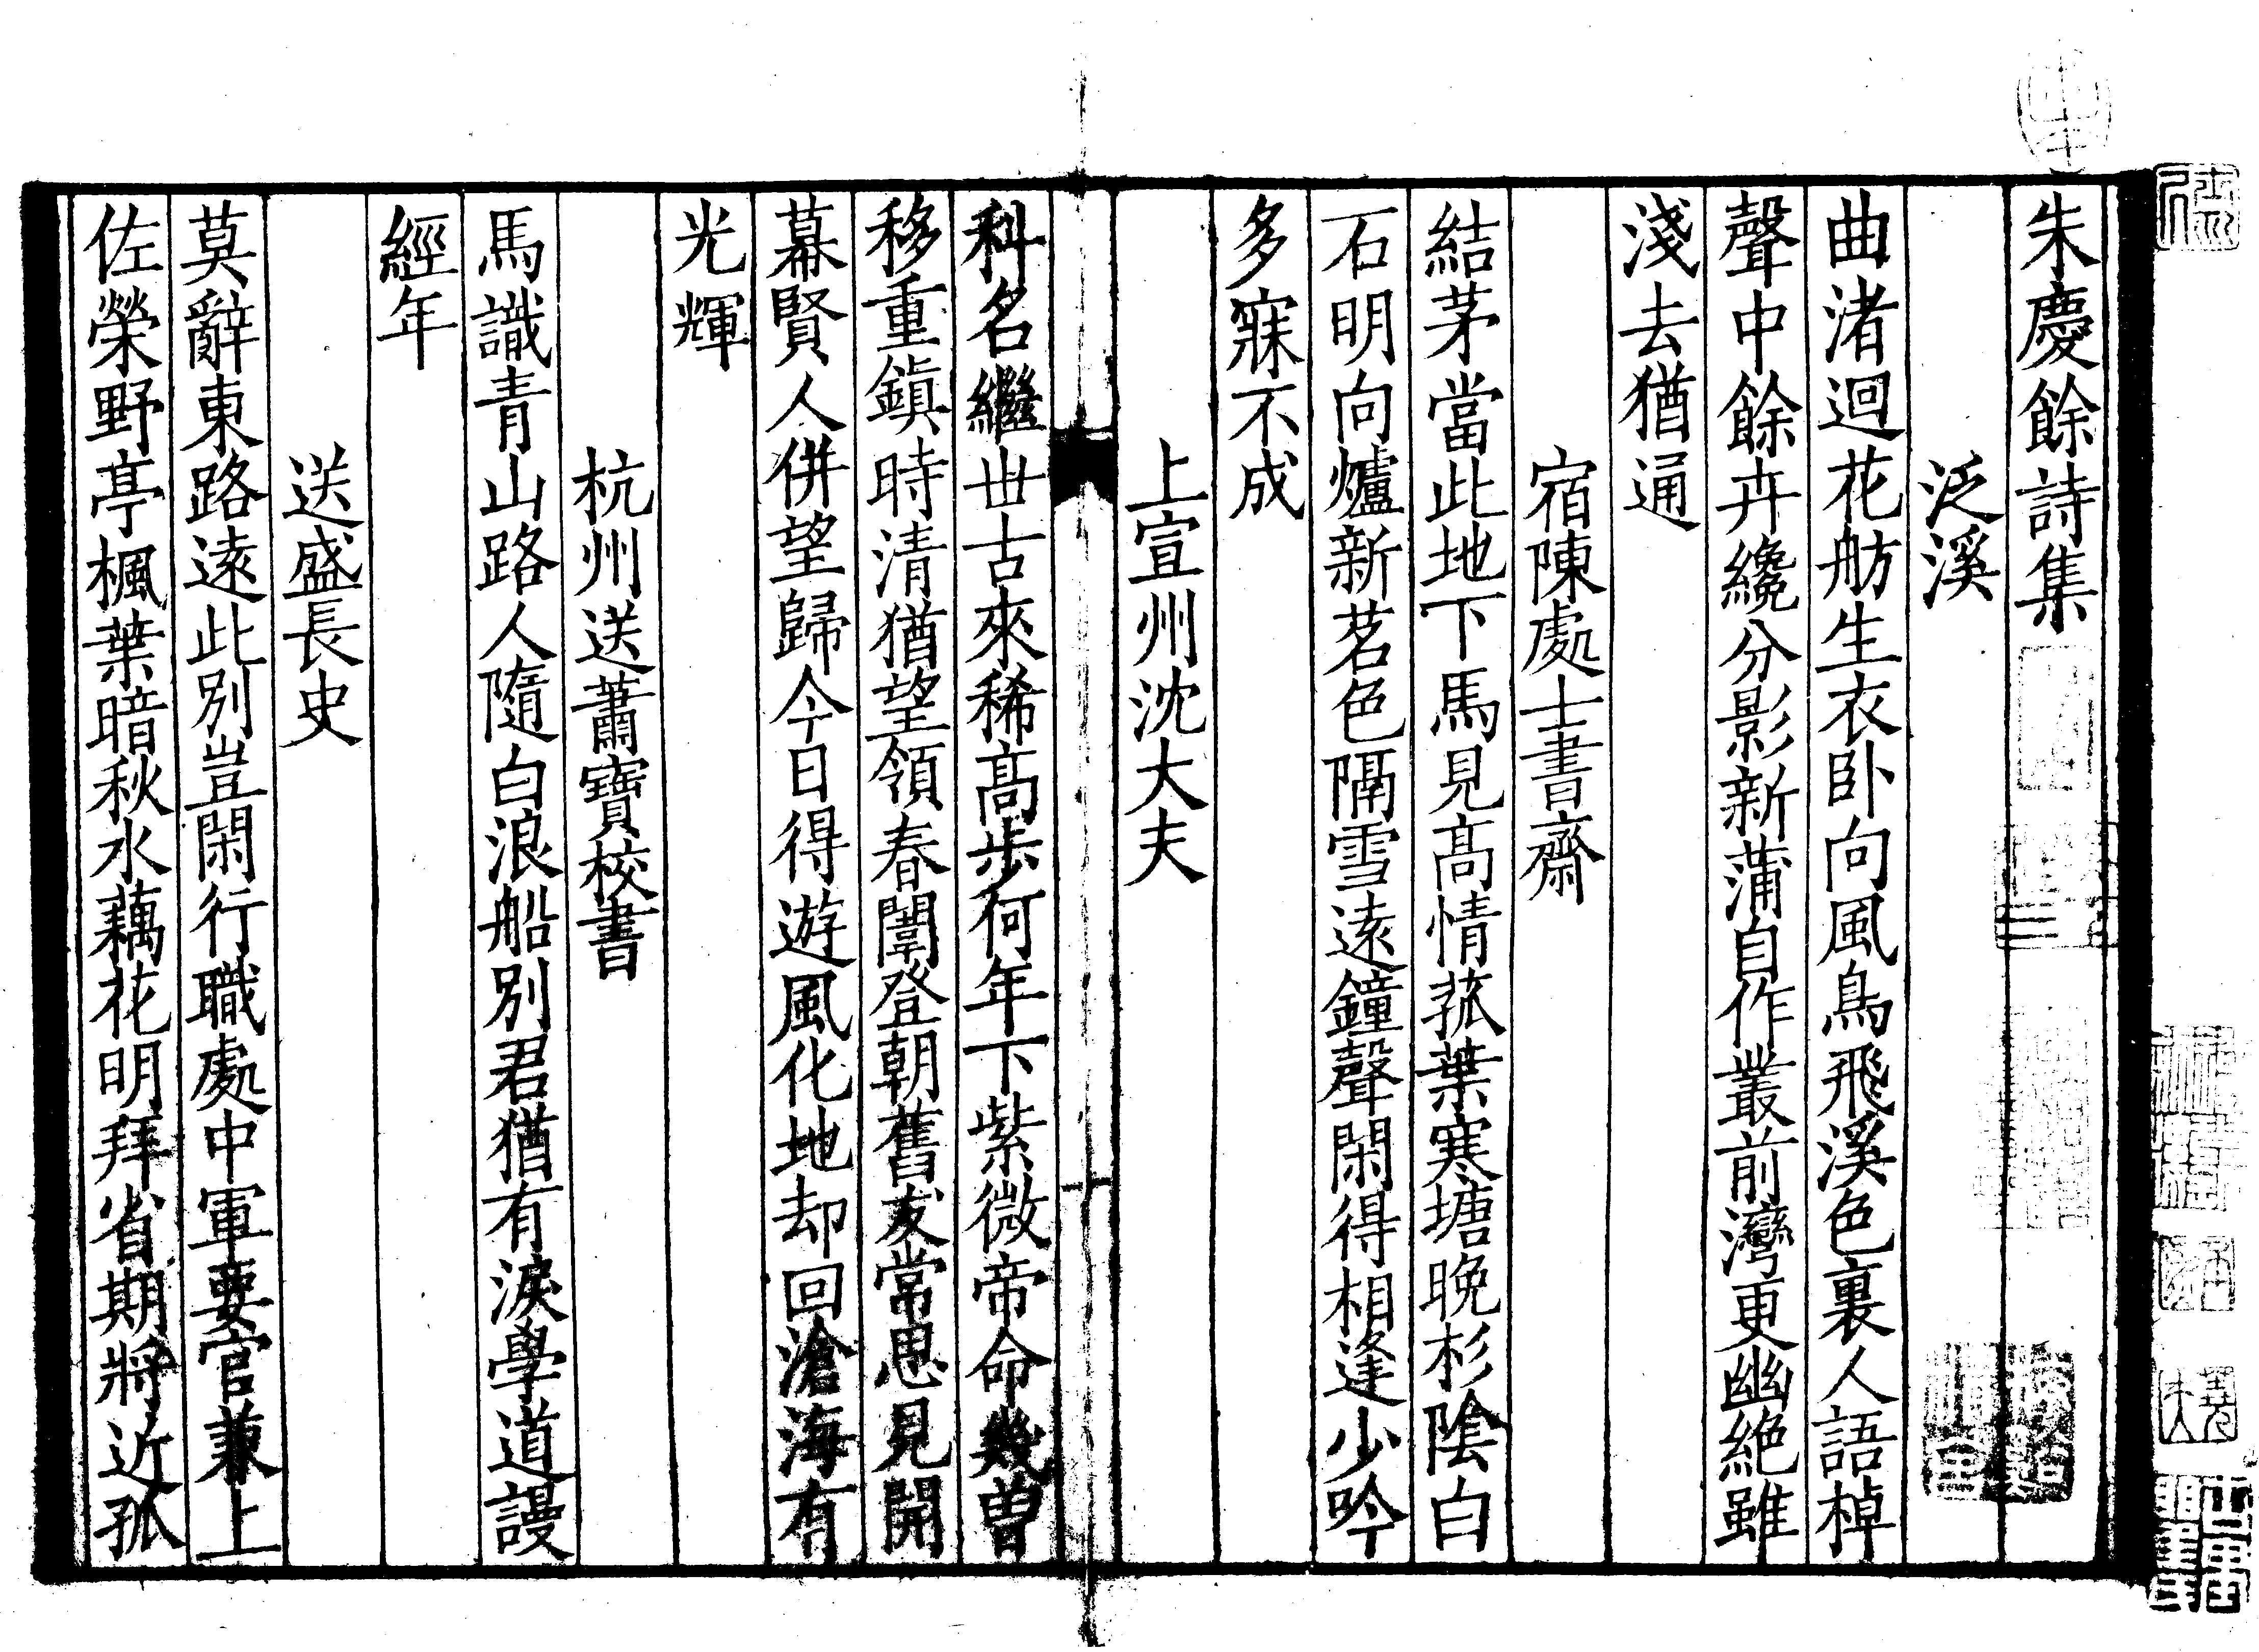 朱慶餘詩集
泛溪
曲渚迴花舫生衣卧向風鳥飛溪色裏人語棹
聲中餘卉纔分影新蒲自作叢前灣更幽絶雖
淺去猶通
宿陳處士書齋
結茅當此地下馬見髙情菰葉寒塘晚杉陰白
石明向爐新茗色隔雪遠鐘聲閑得相逢少吟
多寐不成
上宣州沈大夫
科名繼世古來稀髙步何年下紫微帝命幾曽
移重鎮時清猶望領春闈登朝舊友常思見開
幕賢人併望歸今日得遊風化地却回滄海有
光輝
杭州送蕭寶校書
馬識青山路人隨白浪船別君猶有淚學道謾
經年
送盛長史
莫辭東路遠此別豈閑行職處中軍要官兼上
佐榮野亭楓葉暗秋水藕花明拜省期將近孤